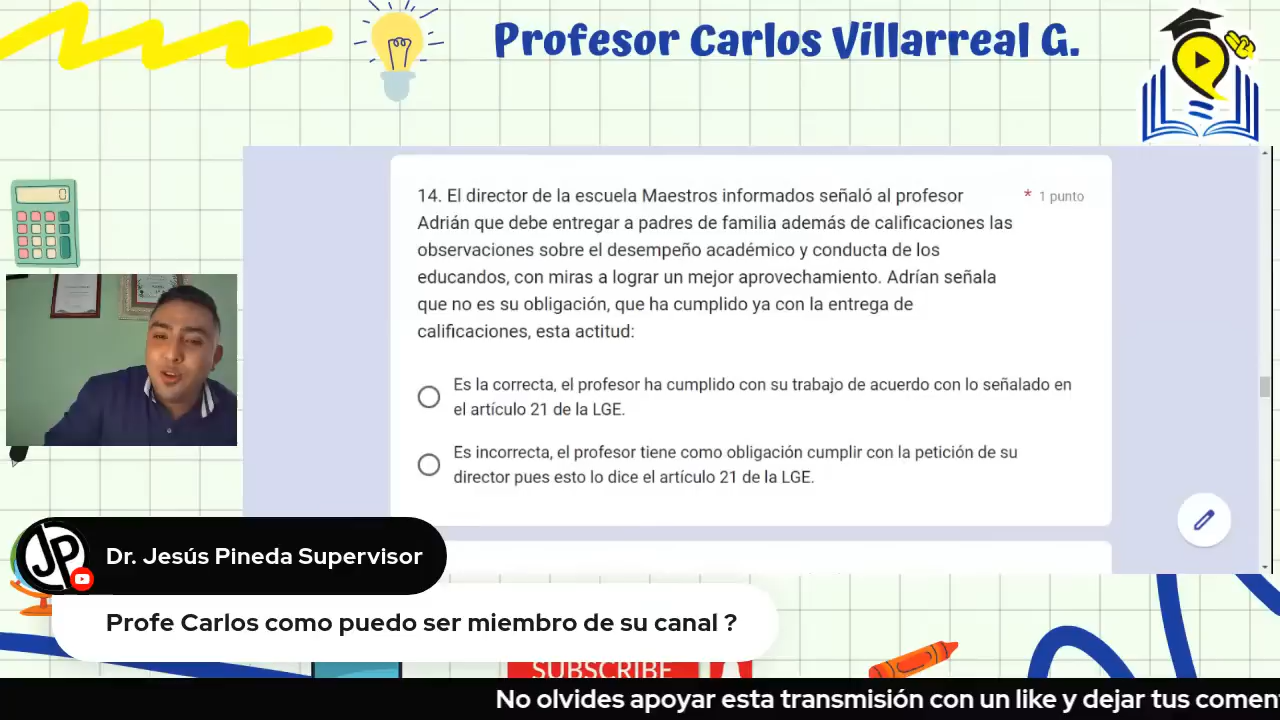 Profesor Carlos Villarreal G.
14. El director de la escuela Maestros informados señaló al profesor
* 1 punto
Adrián que debe entregar a padres de familia además de calificaciones las
observaciones sobre el desempeño académico y conducta de los
educandos, con miras a lograr un mejor aprovechamiento. Adrían señala
que no es su obligación, que ha cumplido ya con la entrega de
calificaciones, esta actitud:
Es la correcta, el profesor ha cumplido con su trabajo de acuerdo con lo señalado en
el artículo 21 de la LGE.
Es incorrecta, el profesor tiene como obligación cumplir con la petición de su
director pues esto lo dice el artículo 21 de la LGE.
JP
Dr. Jesús Pineda Supervisor
Profe Carlos como puedo ser miembro de su canal ?
SUBSCRIBE
No olvides apoyar esta transmisión con un like y dejar tus comen